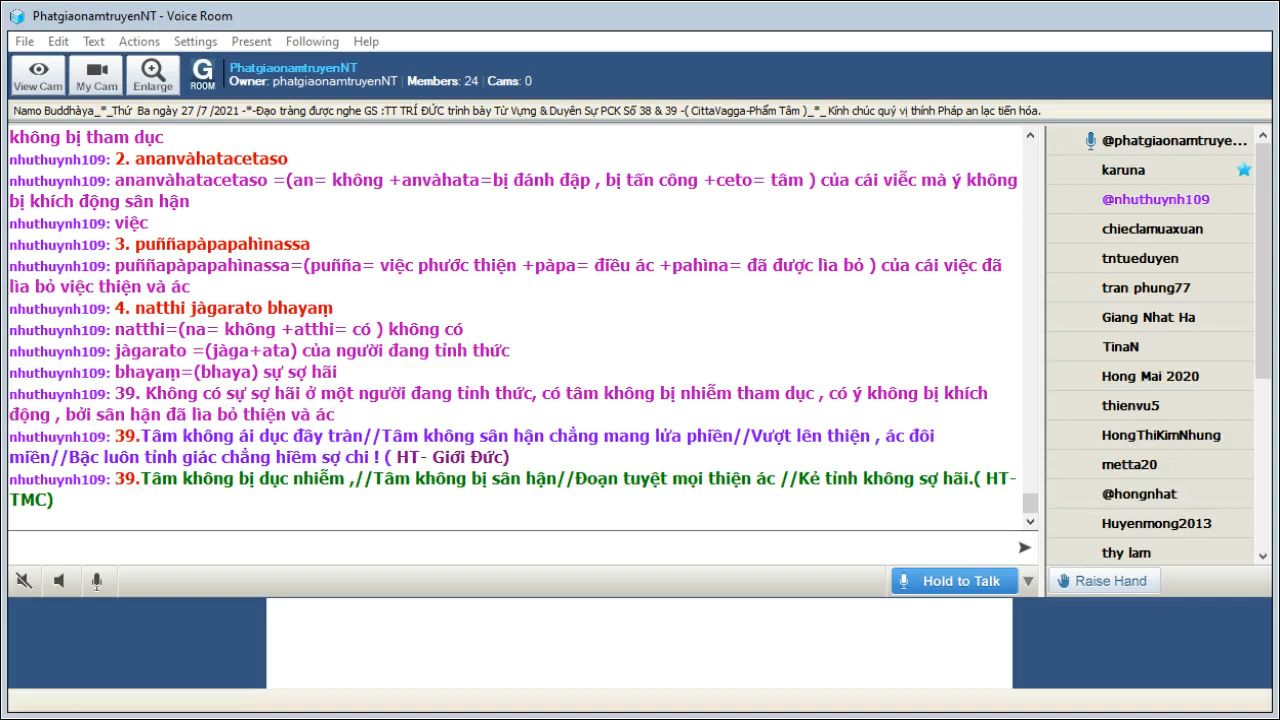 PhatgiaonamtruyenNT - Voice Room
File Edit Text Actions Settings Present Following Help
View Cam My Cam Enlarge G ROOM
PhatgiaonamtruyenNT
Owner: phatgiaonamtruyenNT | Members: 24 | Cams: 0
Namo Buddhàya_*_Thứ Ba ngày 27 /7 /2021 -*-Đạo tràng được nghe GS :TT TRÍ ĐỨC trình bày Từ Vựng & Duyên Sự PCK Số 38 & 39 -( CittaVagga-Phẩm Tâm )_*_ Kính chúc quý vị thính Pháp an lạc tiến hóa.
không bị tham dục
nhuthuynh109: 2. ananvàhatacetaso
nhuthuynh109: ananvàhatacetaso =(an= không +anvàhata=bị đánh đập , bị tấn công +ceto= tâm ) của cái viễc mà ý không
bị khích động sân hận
nhuthuynh109: việc
nhuthuynh109: 3. puññapàpapahìnassa
nhuthuynh109: puññapàpapahìnassa=(puñña= việc phước thiện +pàpa= điều ác +pahìna= đã được lìa bỏ ) của cái việc đã
lìa bỏ việc thiện và ác
nhuthuynh109: 4. natthi jàgarato bhayaṃ
nhuthuynh109: natthi=(na= không +atthi= có ) không có
nhuthuynh109: jàgarato =(jàga+ata) của người đang tỉnh thức
nhuthuynh109: bhayaṃ=(bhaya) sự sợ hãi
nhuthuynh109: 39. Không có sự sợ hãi ở một người đang tỉnh thức, có tâm không bị nhiễm tham dục , có ý không bị khích
động , bởi sân hận đã lìa bỏ thiện và ác
nhuthuynh109: 39.Tâm không ái dục đầy tràn//Tâm không sân hận chẳng mang lửa phiền//Vượt lên thiện , ác đôi
miền//Bậc luôn tỉnh giác chẳng hiềm sợ chi ! ( HT- Giới Đức)
nhuthuynh109: 39.Tâm không bị dục nhiễm ,//Tâm không bị sân hận//Đoạn tuyệt mọi thiện ác //Kẻ tỉnh không sợ hãi.( HT-
TMC)
Hold to Talk
@phatgiaonamtruye...
karuna
@nhuthuynh109
chieclamuaxuan
tntueduyen
tran phung77
Giang Nhat Ha
TinaN
Hong Mai 2020
thienvu5
HongThiKimNhung
metta20
@hongnhat
Huyenmong2013
thy lam
Raise Hand